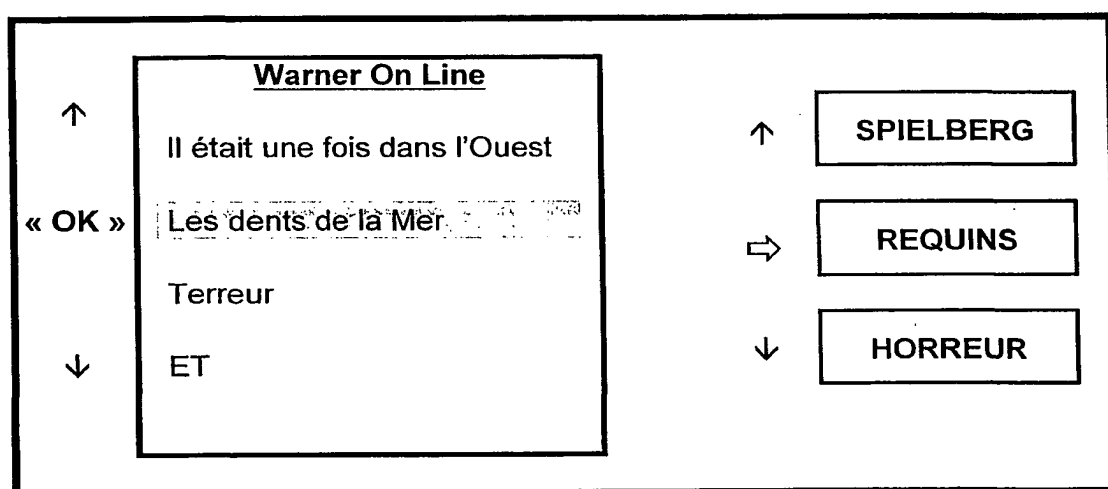 Warner On Line
Il était une fois dans l'Ouest
« OK »
Les dents de la Mer
Terreur
ET
SPIELBERG
REQUINS
HORREUR